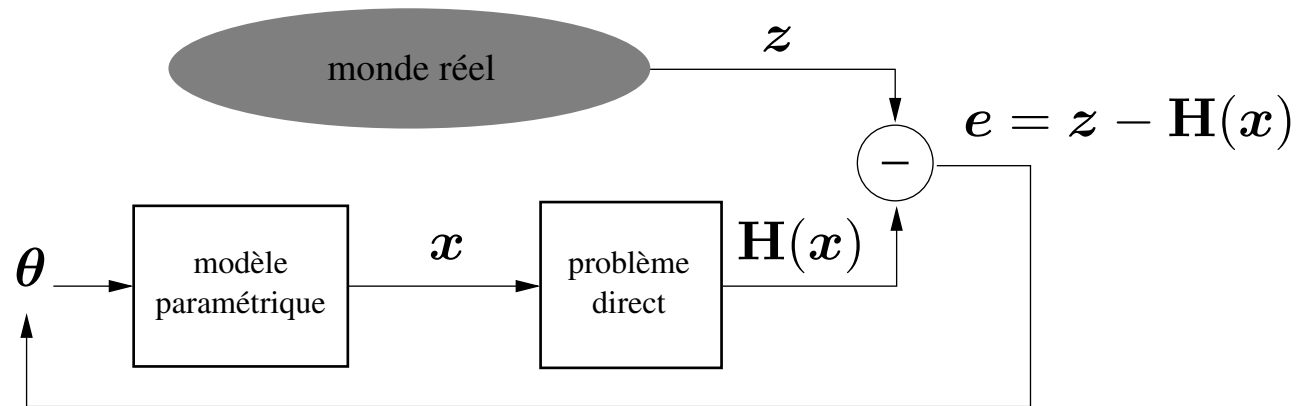 monde réel
z
e = z − H(x)
−
θ
modèle
paramétrique
x
problème
direct
H(x)